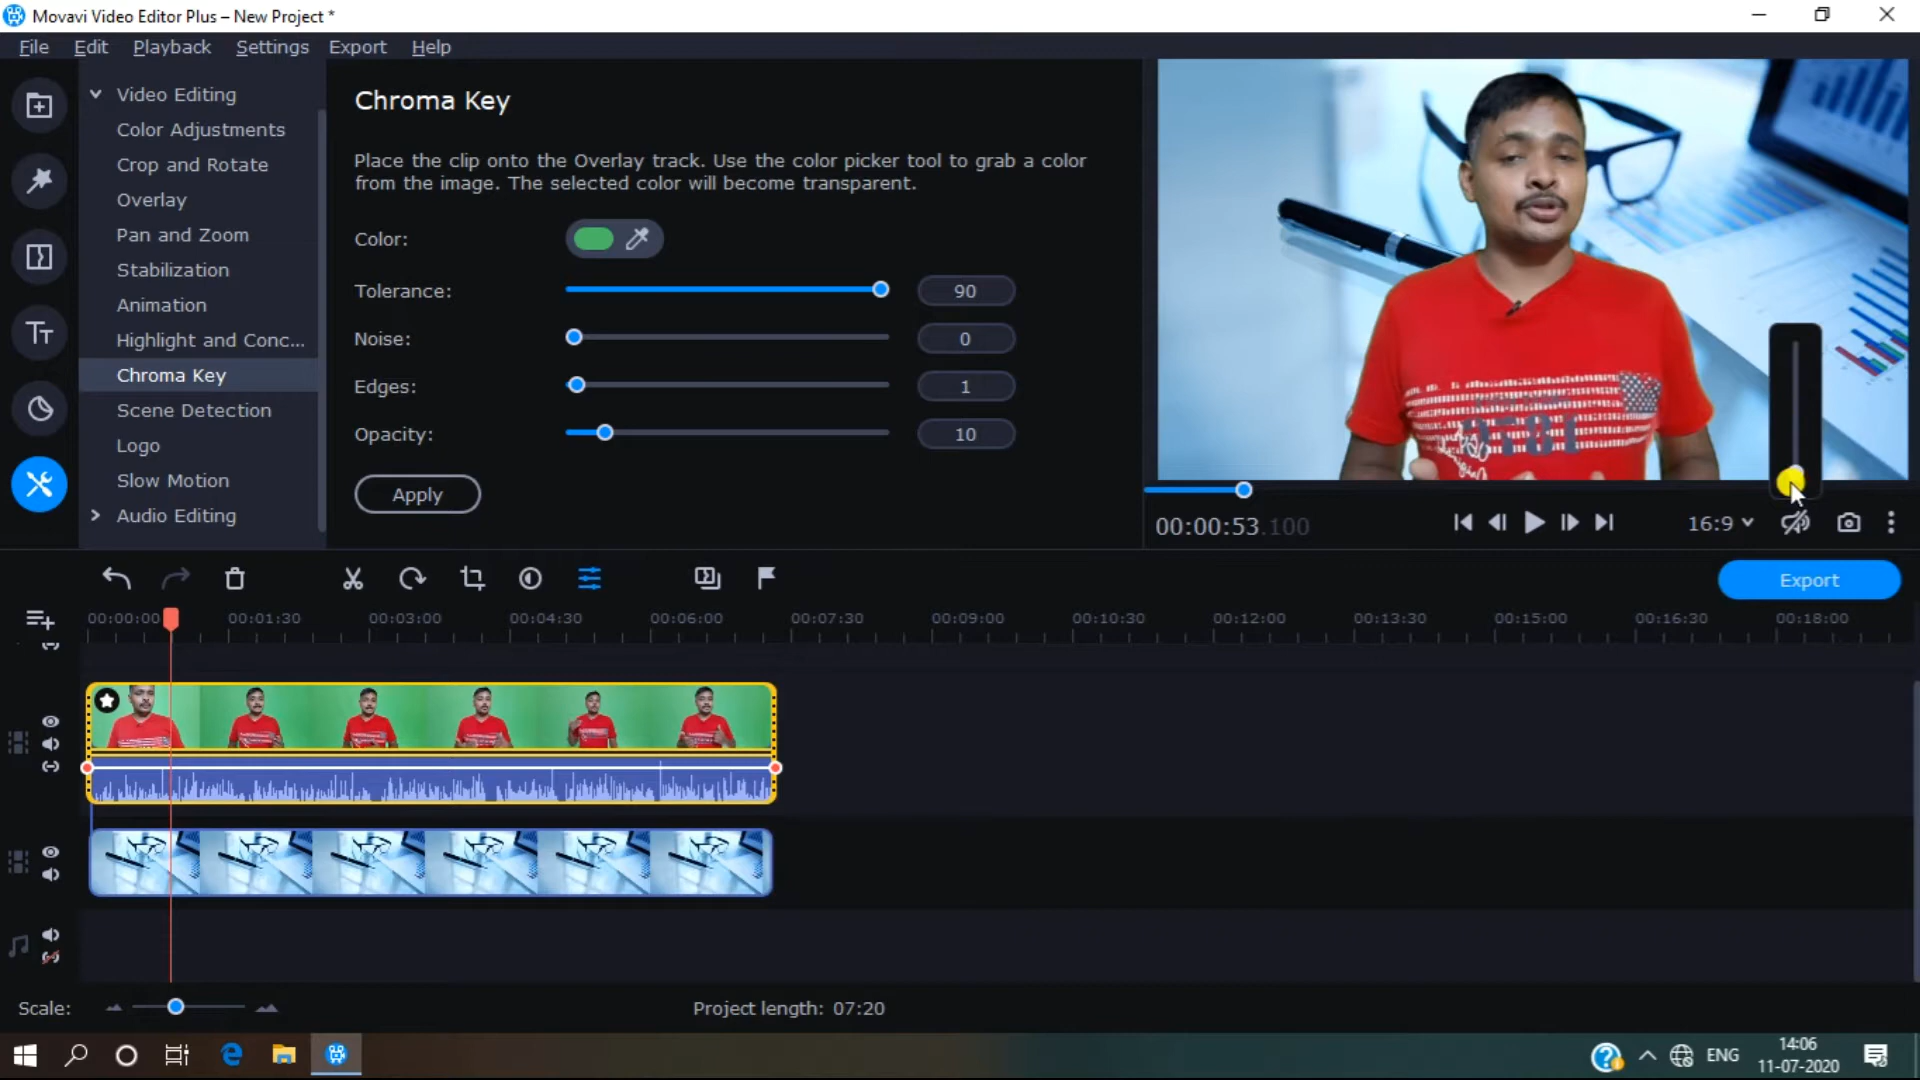 Movavi Video Editor Plus – New Project *
File Edit Playback Settings Export Help
Video Editing
Color Adjustments
Crop and Rotate
Overlay
Pan and Zoom
Stabilization
Animation
Highlight and Conc...
Chroma Key
Scene Detection
Logo
Slow Motion
Audio Editing
Chroma Key
Place the clip onto the Overlay track. Use the color picker tool to grab a color
from the image. The selected color will become transparent.
Color:
Tolerance: 90
Noise: 0
Edges: 1
Opacity: 10
Apply
00:00:53.100
16:9
Export
00:00:00 00:01:30 00:03:00 00:04:30 00:06:00 00:07:30 00:09:00 00:10:30 00:12:00 00:13:30 00:15:00 00:16:30 00:18:00
Scale:
Project length: 07:20
ENG
14:06
11-07-2020